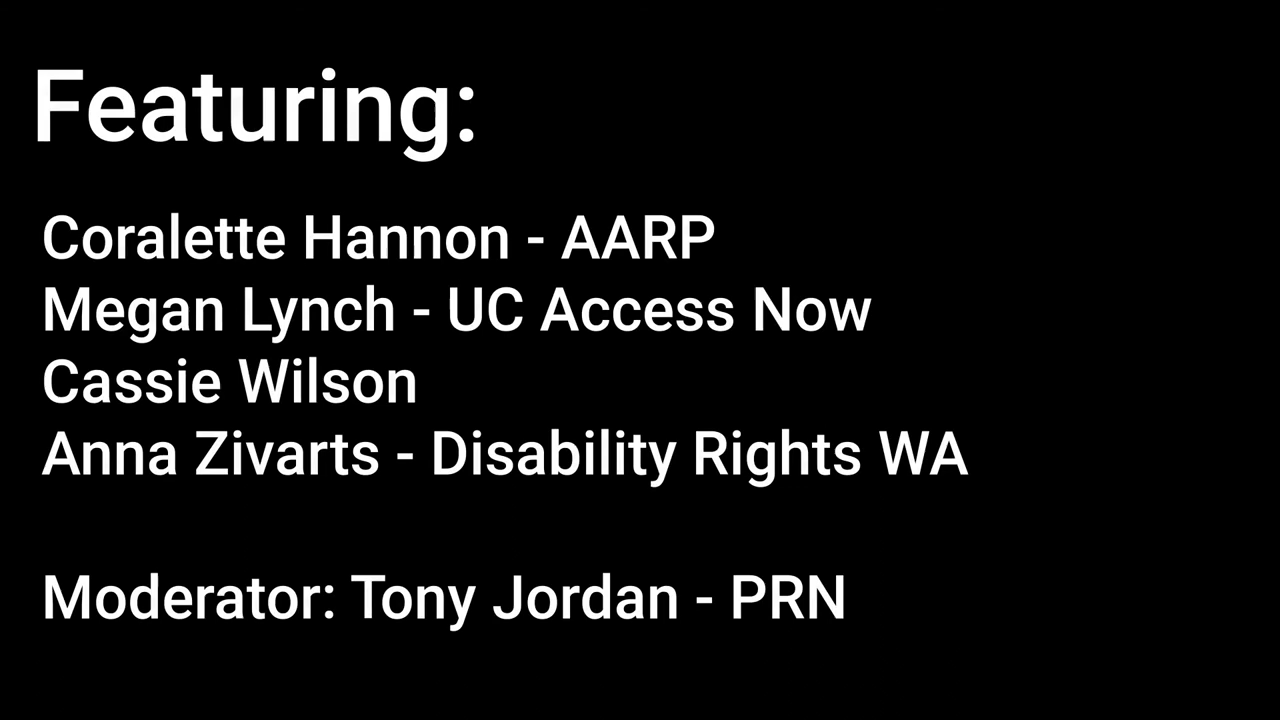 Featuring:
Coralette Hannon - AARP
Megan Lynch - UC Access Now
Cassie Wilson
Anna Zivarts - Disability Rights WA
Moderator: Tony Jordan - PRN